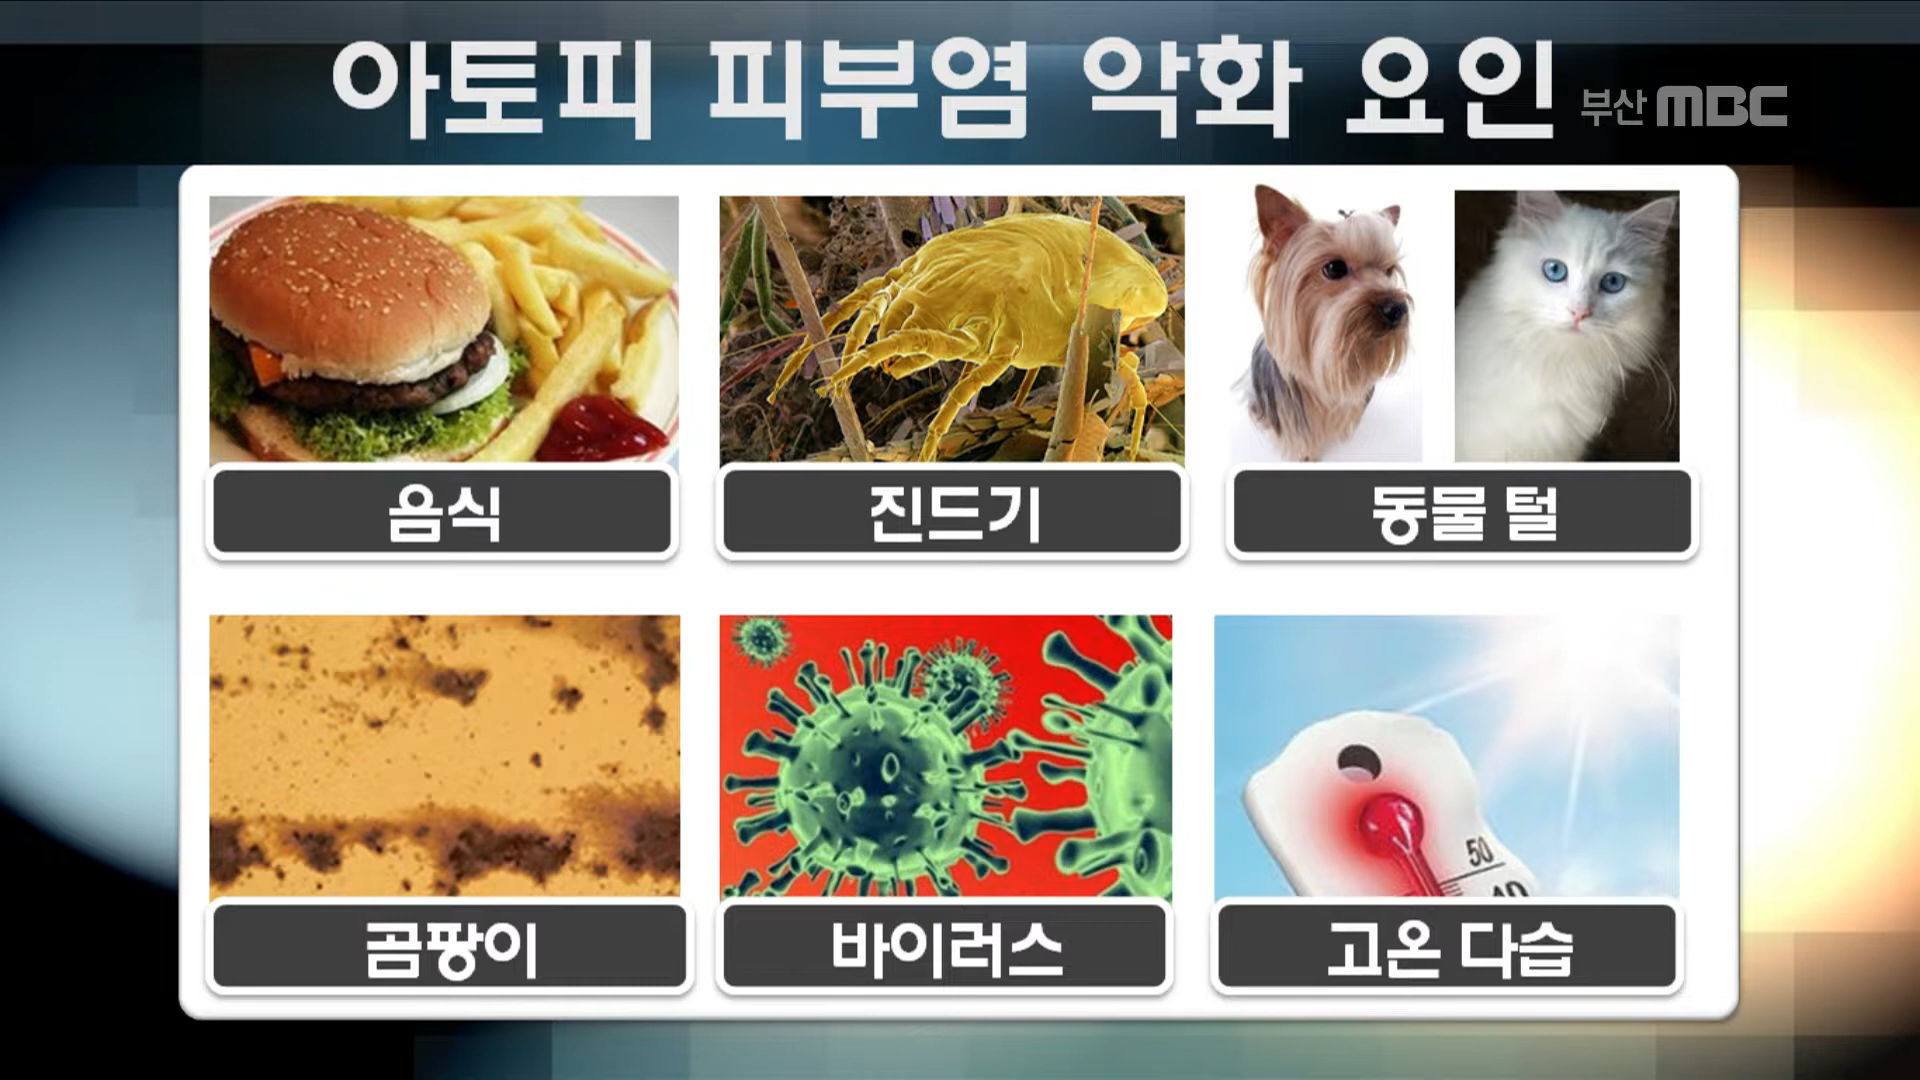 아토피 피부염 악화 요인
부산 MBC
음식
진드기
동물 털
50
40
곰팡이
바이러스
고온 다습